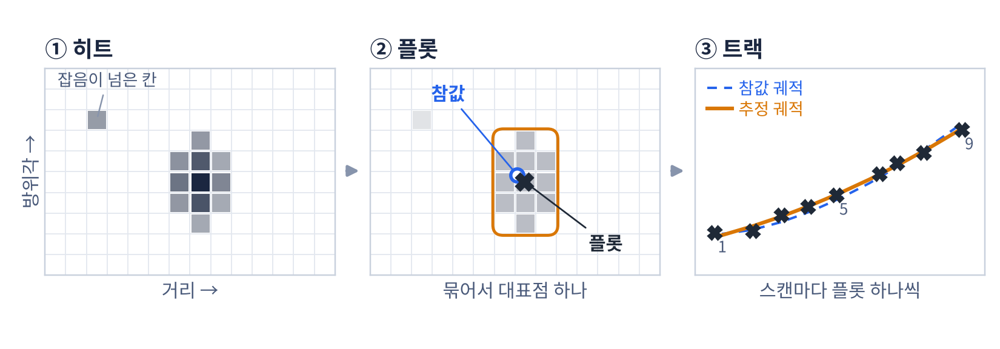 ① 히트
잡음이 넘은 칸
방위각 →
거리 →
② 플롯
참값
플롯
묶어서 대표점 하나
③ 트랙
참값 궤적
추정 궤적
1
5
9
스캔마다 플롯 하나씩